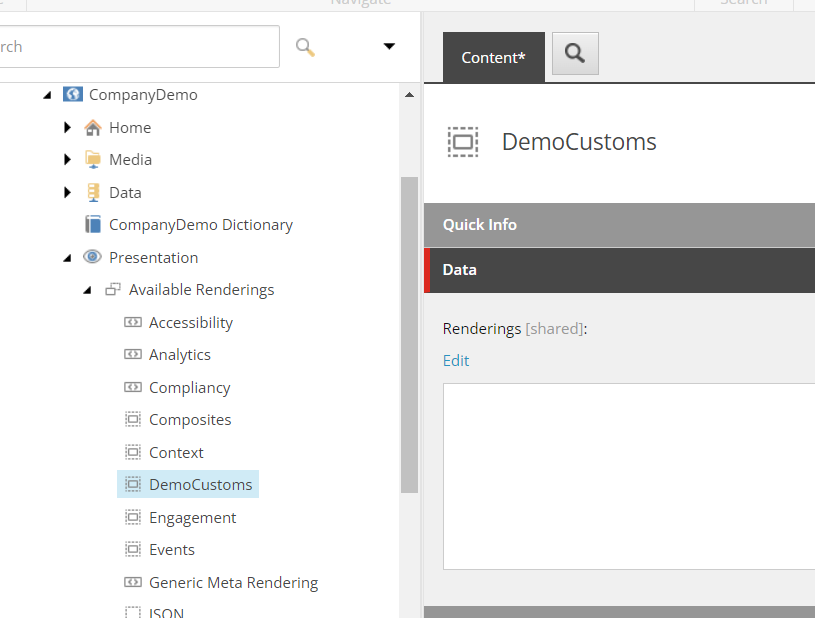 Navigate
Search
rch
CompanyDemo
Home
Media
Data
CompanyDemo Dictionary
Presentation
Available Renderings
Accessibility
Analytics
Compliancy
Composites
Context
DemoCustoms
Engagement
Events
Generic Meta Rendering
JSON
Content*
DemoCustoms
Quick Info
Data
Renderings [shared]:
Edit